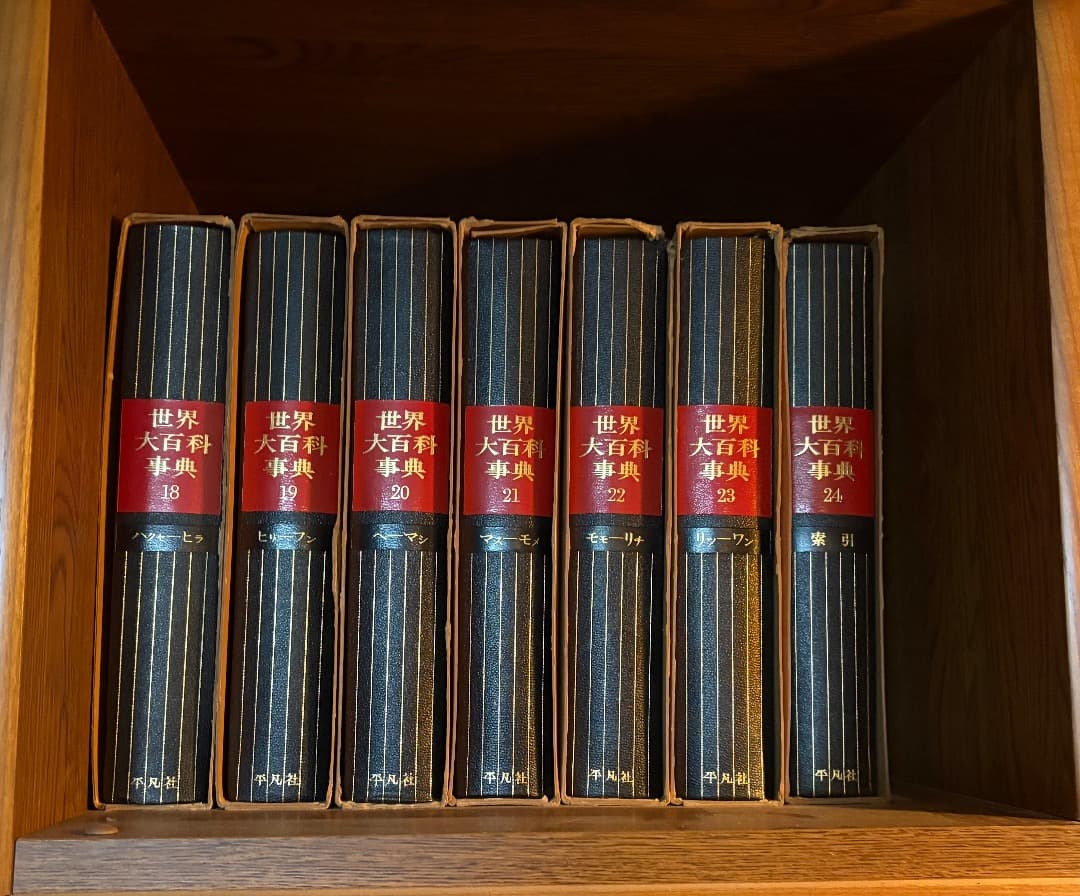 世界
大百科
事典
18
ハクャーヒラ
平凡社
世界
大百科
事典
19
ヒリーフン
平凡社
世界
大百科
事典
20
ヘーマシ
平凡社
世界
大百科
事典
21
マスーモメ
平凡社
世界
大百科
事典
22
モモーリチ
平凡社
世界
大百科
事典
23
リツーワン
平凡社
世界
大百科
事典
24
索引
平凡社